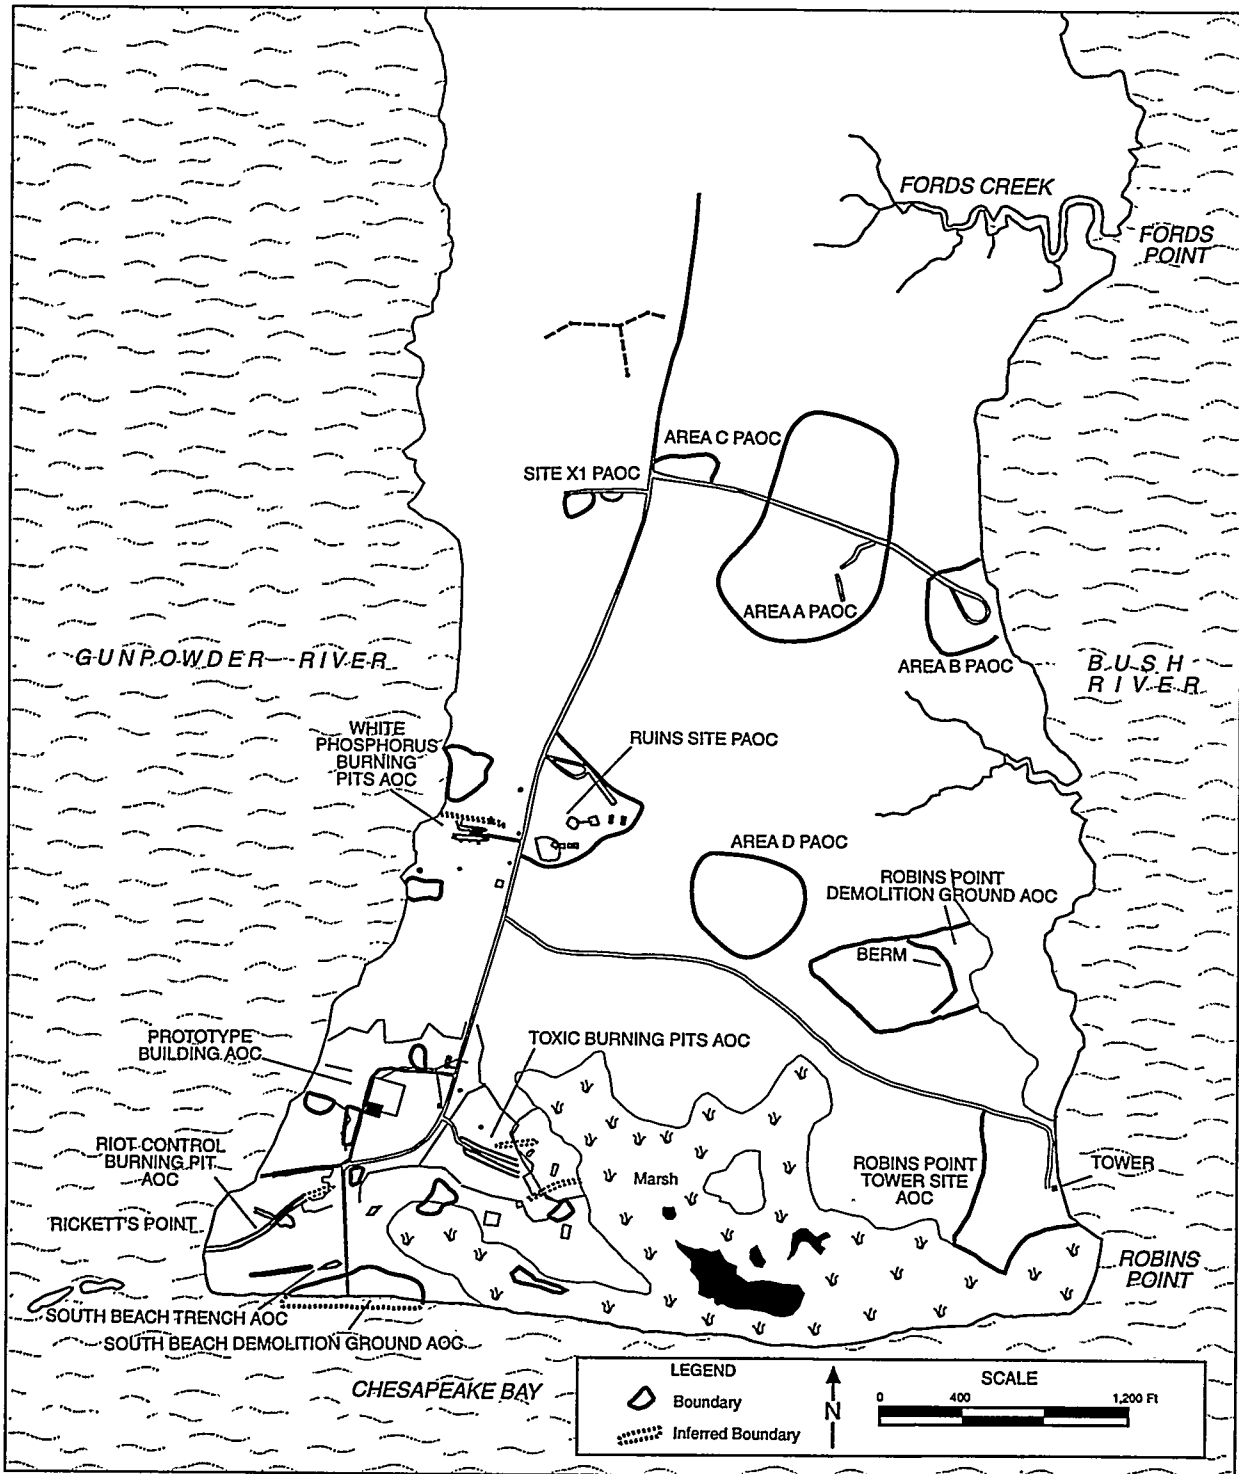 FORDS CREEK
FORDS
POINT
AREA C PAOC
SITE X1 PAOC
AREA A PAOC
AREA B PAOC
GUNPOWDER RIVER
BUSH
RIVER
WHITE
PHOSPHORUS
BURNING
PITS AOC
RUINS SITE PAOC
AREA D PAOC
ROBINS POINT
DEMOLITION GROUND AOC
BERM
PROTOTYPE
BUILDING AOC
TOXIC BURNING PITS AOC
RIOT CONTROL
BURNING PIT
AOC
Marsh
ROBINS POINT
TOWER SITE
AOC
TOWER
RICKETT'S POINT
ROBINS
POINT
SOUTH BEACH TRENCH AOC
SOUTH BEACH DEMOLITION GROUND AOC
CHESAPEAKE BAY
LEGEND
Boundary
Inferred Boundary
N
SCALE
0 400 1,200 Ft